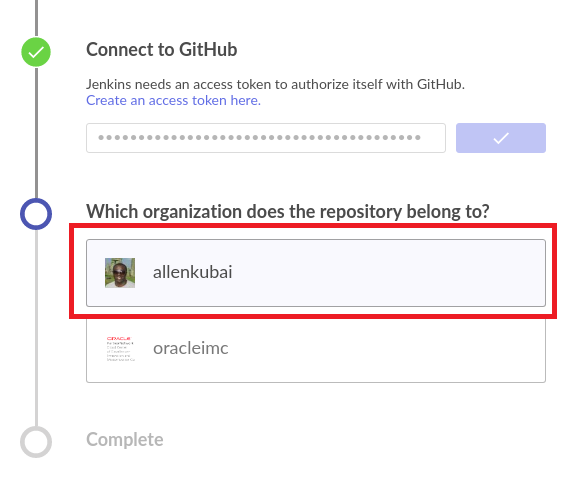 Connect to GitHub
Jenkins needs an access token to authorize itself with GitHub.
Create an access token here.
Which organization does the repository belong to?
allenkubai
ORACLE
oracleimc
Complete